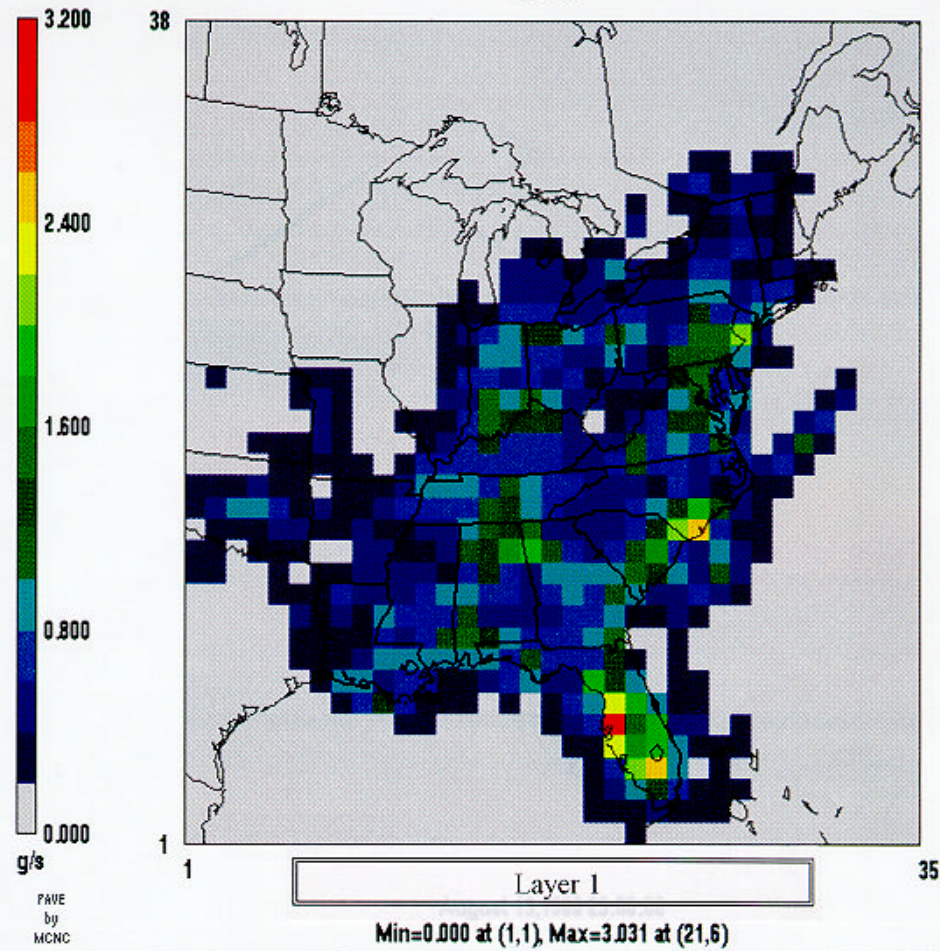 3.200
2.400
1.600
0.800
0.000
g/s
38
1
1
35
Layer 1
PAVE
by
MCNC
Min=0.000 at (1,1), Max=3.031 at (21,6)